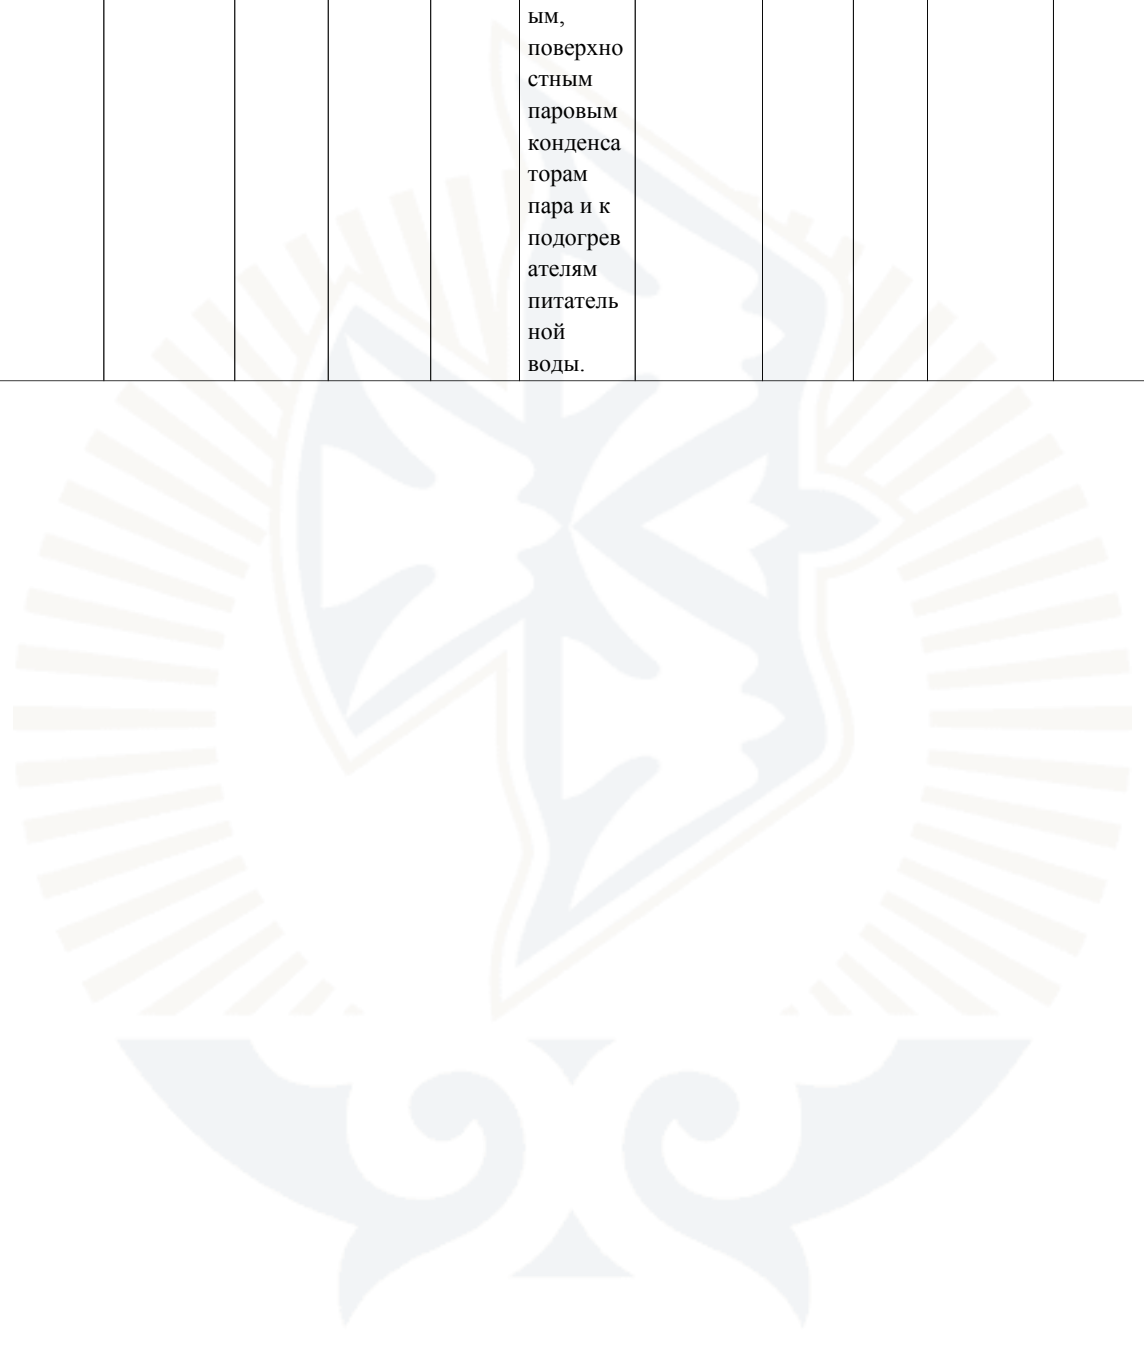 ым,
поверхно
стным
паровым
конденса
торам
пара и к
подогрев
ателям
питатель
ной
воды.